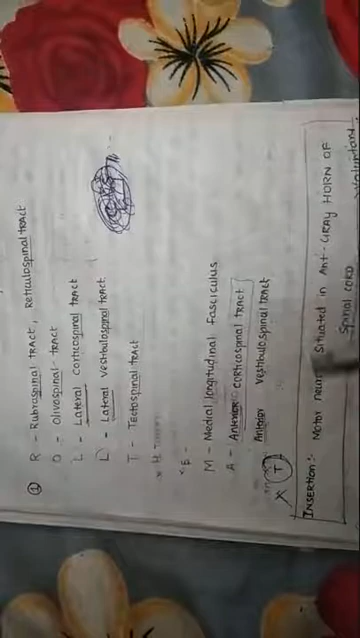 ① R - Rubrospinal tract, Reticulospinal tract
O - Olivospinal tract
L - Lateral corticospinal tract
L - Latral vestibulospinal tract
T - Tectospinal tract
* B -
M - Medial longitudinal Fasciculus
A - Anterior corticospinal tract
Anterior Vestibulospinal tract
X T
INSERTION:- Motor neuron Situated in Ant - GRAY HORN OF
Spinal cord